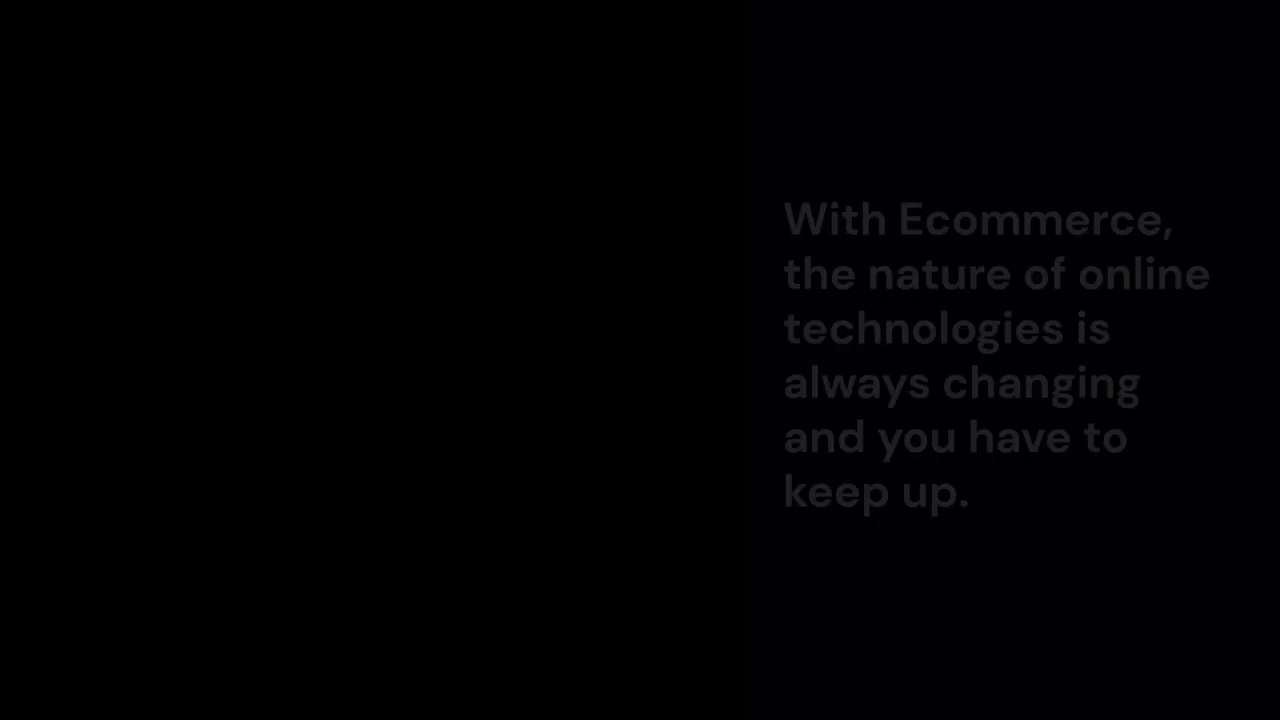 With Ecommerce,
the nature of online
technologies is
always changing
and you have to
keep up.